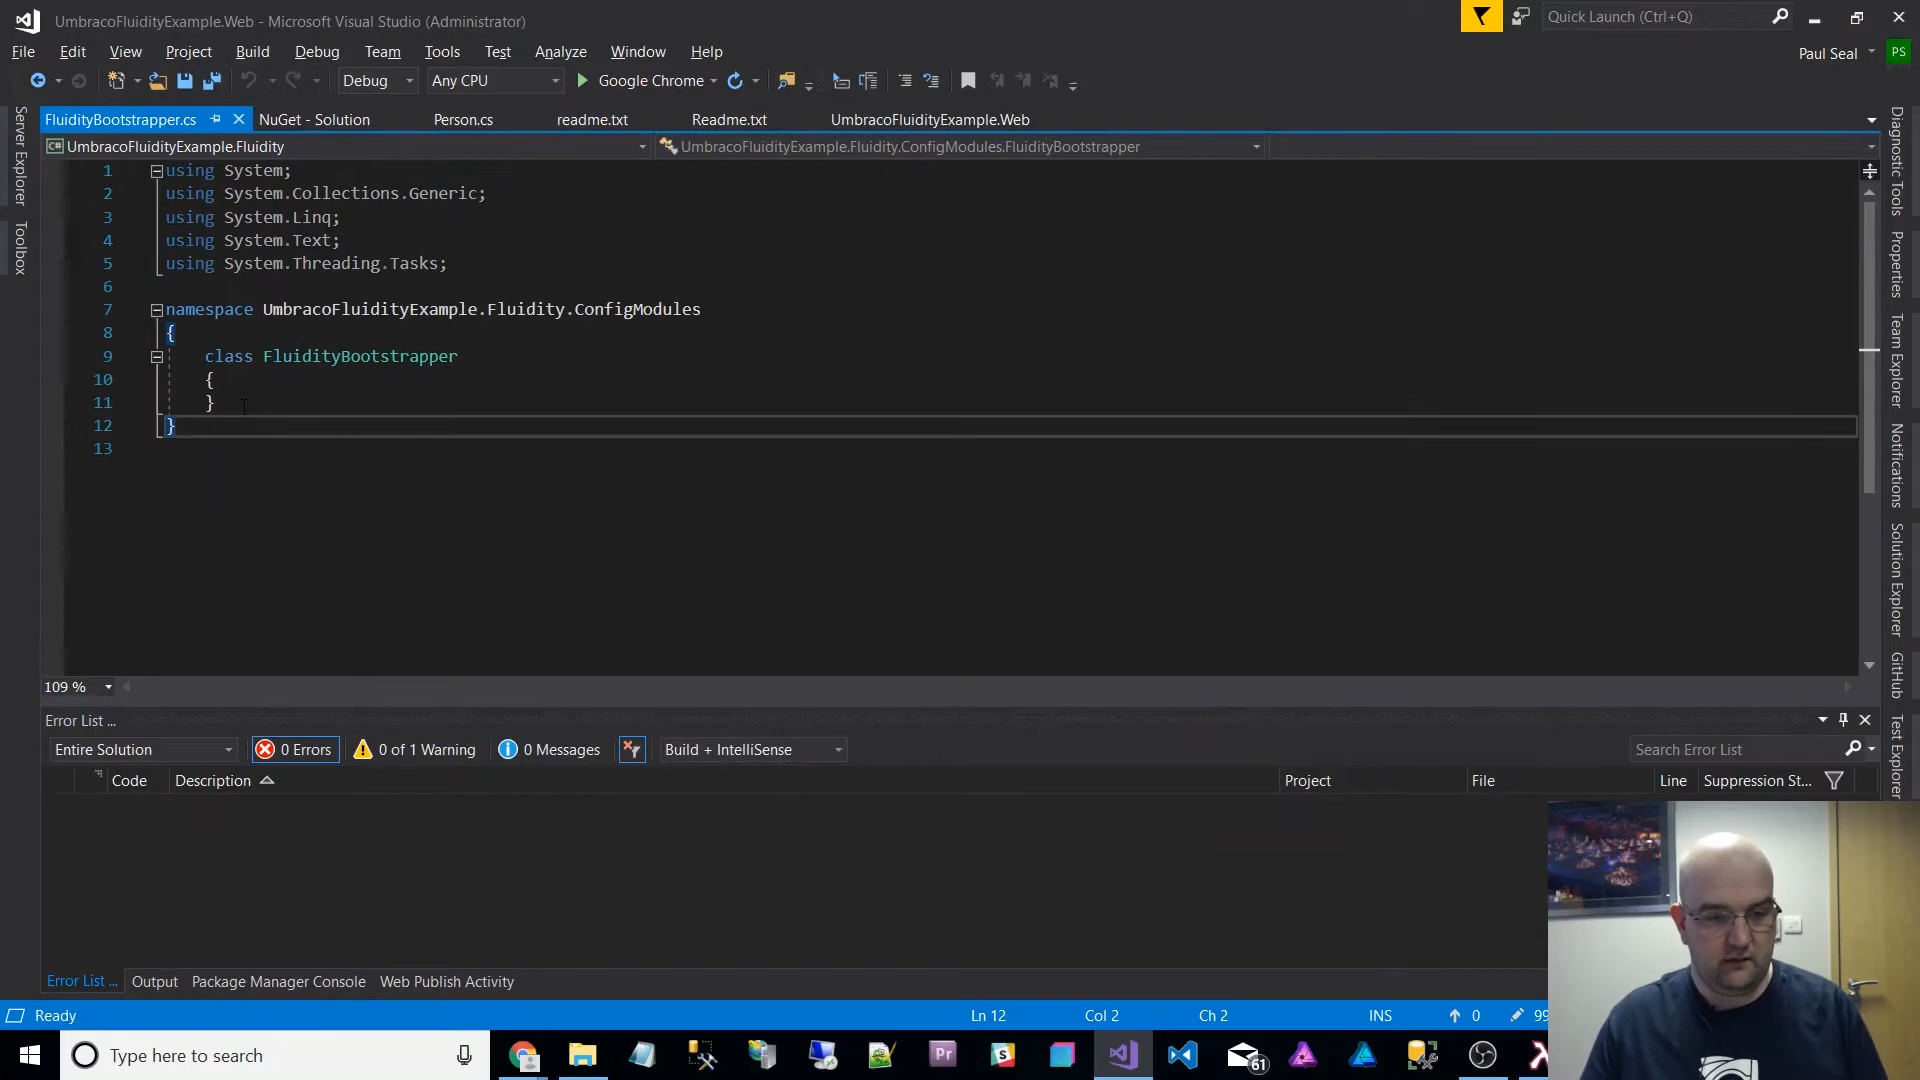 UmbracoFluidityExample.Web - Microsoft Visual Studio (Administrator)
Quick Launch (Ctrl+Q)
File Edit View Project Build Debug Team Tools Test Analyze Window Help
Paul Seal PS
Debug Any CPU Google Chrome
FluidityBootstrapper.cs NuGet - Solution Person.cs readme.txt Readme.txt UmbracoFluidityExample.Web
C# UmbracoFluidityExample.Fluidity UmbracoFluidityExample.Fluidity.ConfigModules.FluidityBootstrapper
Server Explorer
Toolbox
1 using System;
2 using System.Collections.Generic;
3 using System.Linq;
4 using System.Text;
5 using System.Threading.Tasks;
6
7 namespace UmbracoFluidityExample.Fluidity.ConfigModules
8 {
9 class FluidityBootstrapper
10 {
11 }
12 }
13
Diagnostic Tools
Properties
Team Explorer
Notifications
Solution Explorer
GitHub
Test Explorer
109 %
Error List ...
Entire Solution 0 Errors 0 of 1 Warning 0 Messages Build + IntelliSense Search Error List
Code Description Project File Line Suppression St...
Error List ... Output Package Manager Console Web Publish Activity
Ready Ln 12 Col 2 Ch 2 INS 0 99
Type here to search Pr S 61